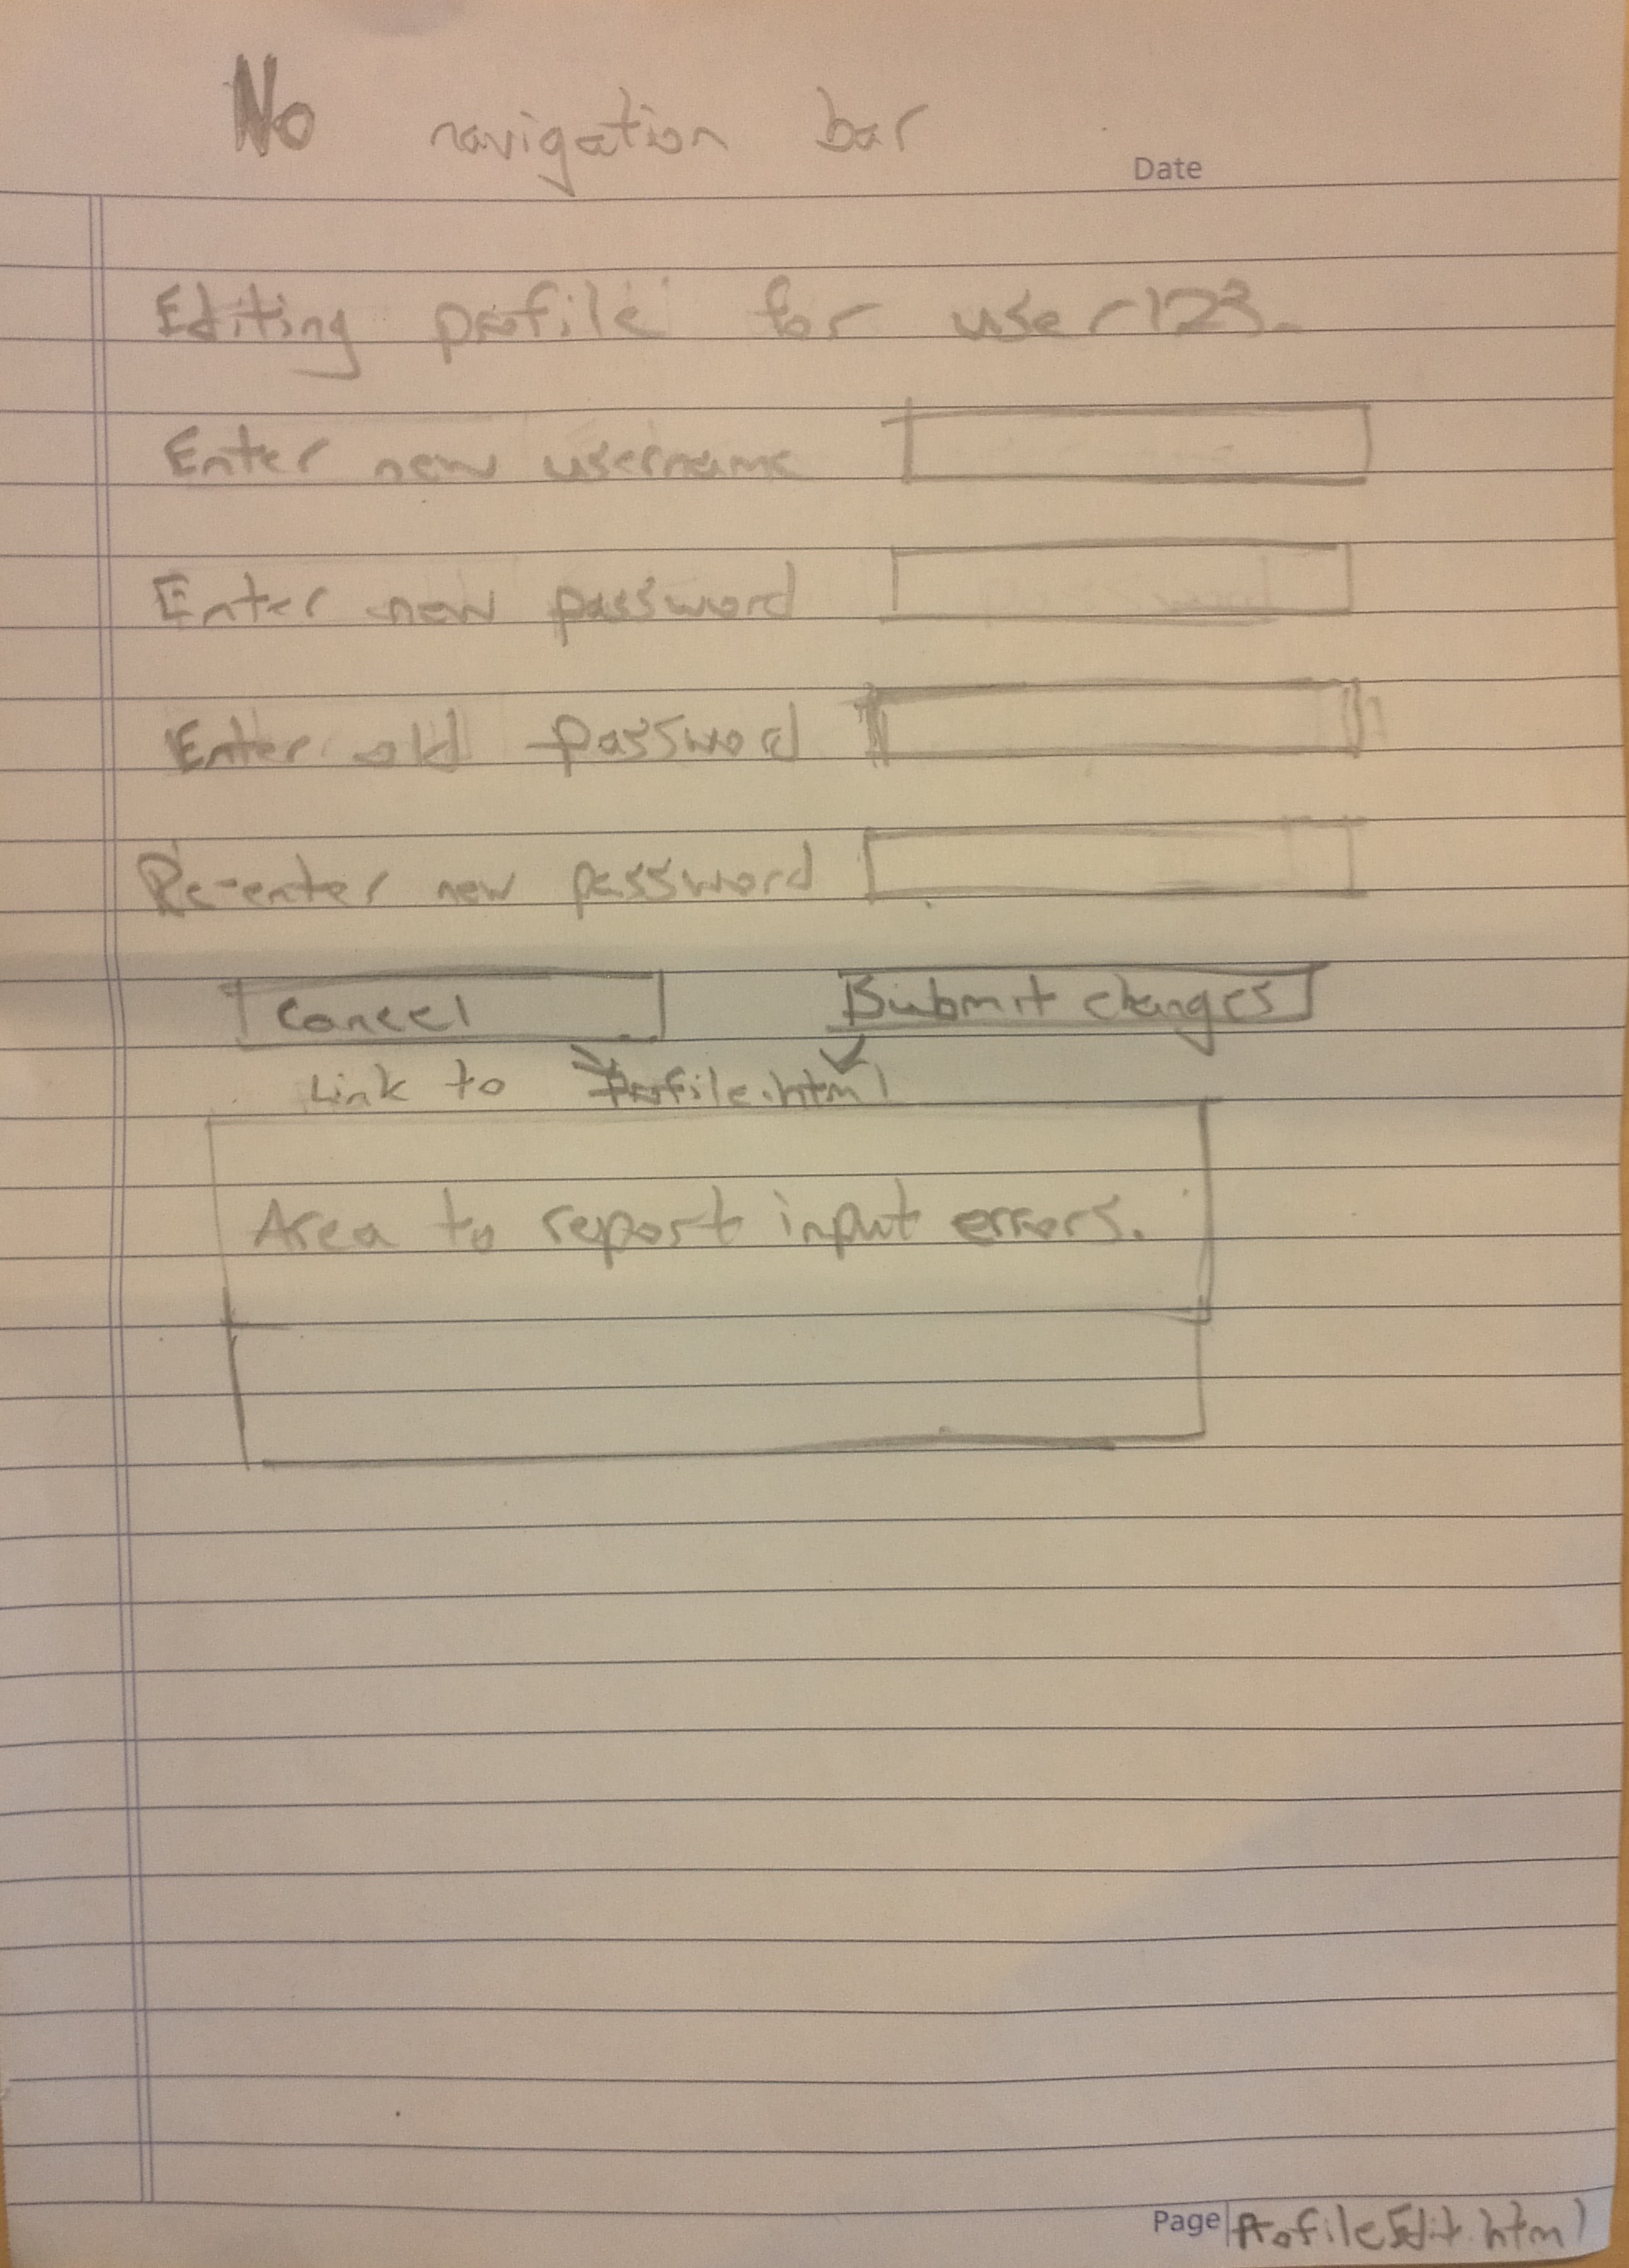 No navigation bar
Date
Editing profile for user123.
Enter new username
Enter new password
Enter old password
Re-enter new password
Cancel Submit changes
Link to Profile.html
Area to report input errors.
Page ProfileEdit.html